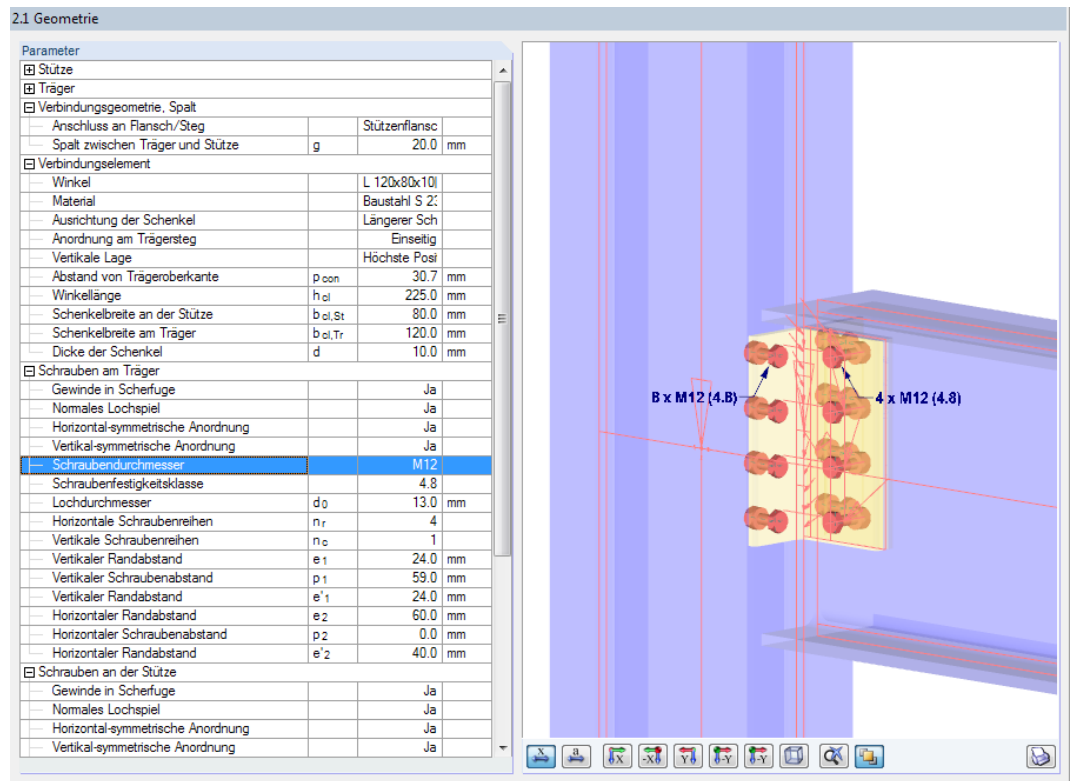 2.1 Geometrie
Parameter
Stütze
Träger
Verbindungsgeometrie, Spalt
Anschluss an Flansch/Steg Stützenflansc
Spalt zwischen Träger und Stütze g 20.0 mm
Verbindungselement
Winkel L 120x80x10
Material Baustahl S 23
Ausrichtung der Schenkel Längerer Sch
Anordnung am Trägersteg Einseitig
Vertikale Lage Höchste Posi
Abstand von Trägeroberkante p con 30.7 mm
Winkellänge h cl 225.0 mm
Schenkelbreite an der Stütze b cl,St 80.0 mm
Schenkelbreite am Träger b cl,Tr 120.0 mm
Dicke der Schenkel d 10.0 mm
Schrauben am Träger
Gewinde in Scherfuge Ja
Normales Lochspiel Ja
Horizontal-symmetrische Anordnung Ja
Vertikal-symmetrische Anordnung Ja
Schraubendurchmesser M12
Schraubenfestigkeitsklasse 4.8
Lochdurchmesser d0 13.0 mm
Horizontale Schraubenreihen n r 4
Vertikale Schraubenreihen n c 1
Vertikaler Randabstand e1 24.0 mm
Vertikaler Schraubenabstand p1 59.0 mm
Vertikaler Randabstand e'1 24.0 mm
Horizontaler Randabstand e2 60.0 mm
Horizontaler Schraubenabstand p2 0.0 mm
Horizontaler Randabstand e'2 40.0 mm
Schrauben an der Stütze
Gewinde in Scherfuge Ja
Normales Lochspiel Ja
Horizontal-symmetrische Anordnung Ja
Vertikal-symmetrische Anordnung Ja
8 x M12 (4.8)
4 x M12 (4.8)
x a X -X Y -Y -Y